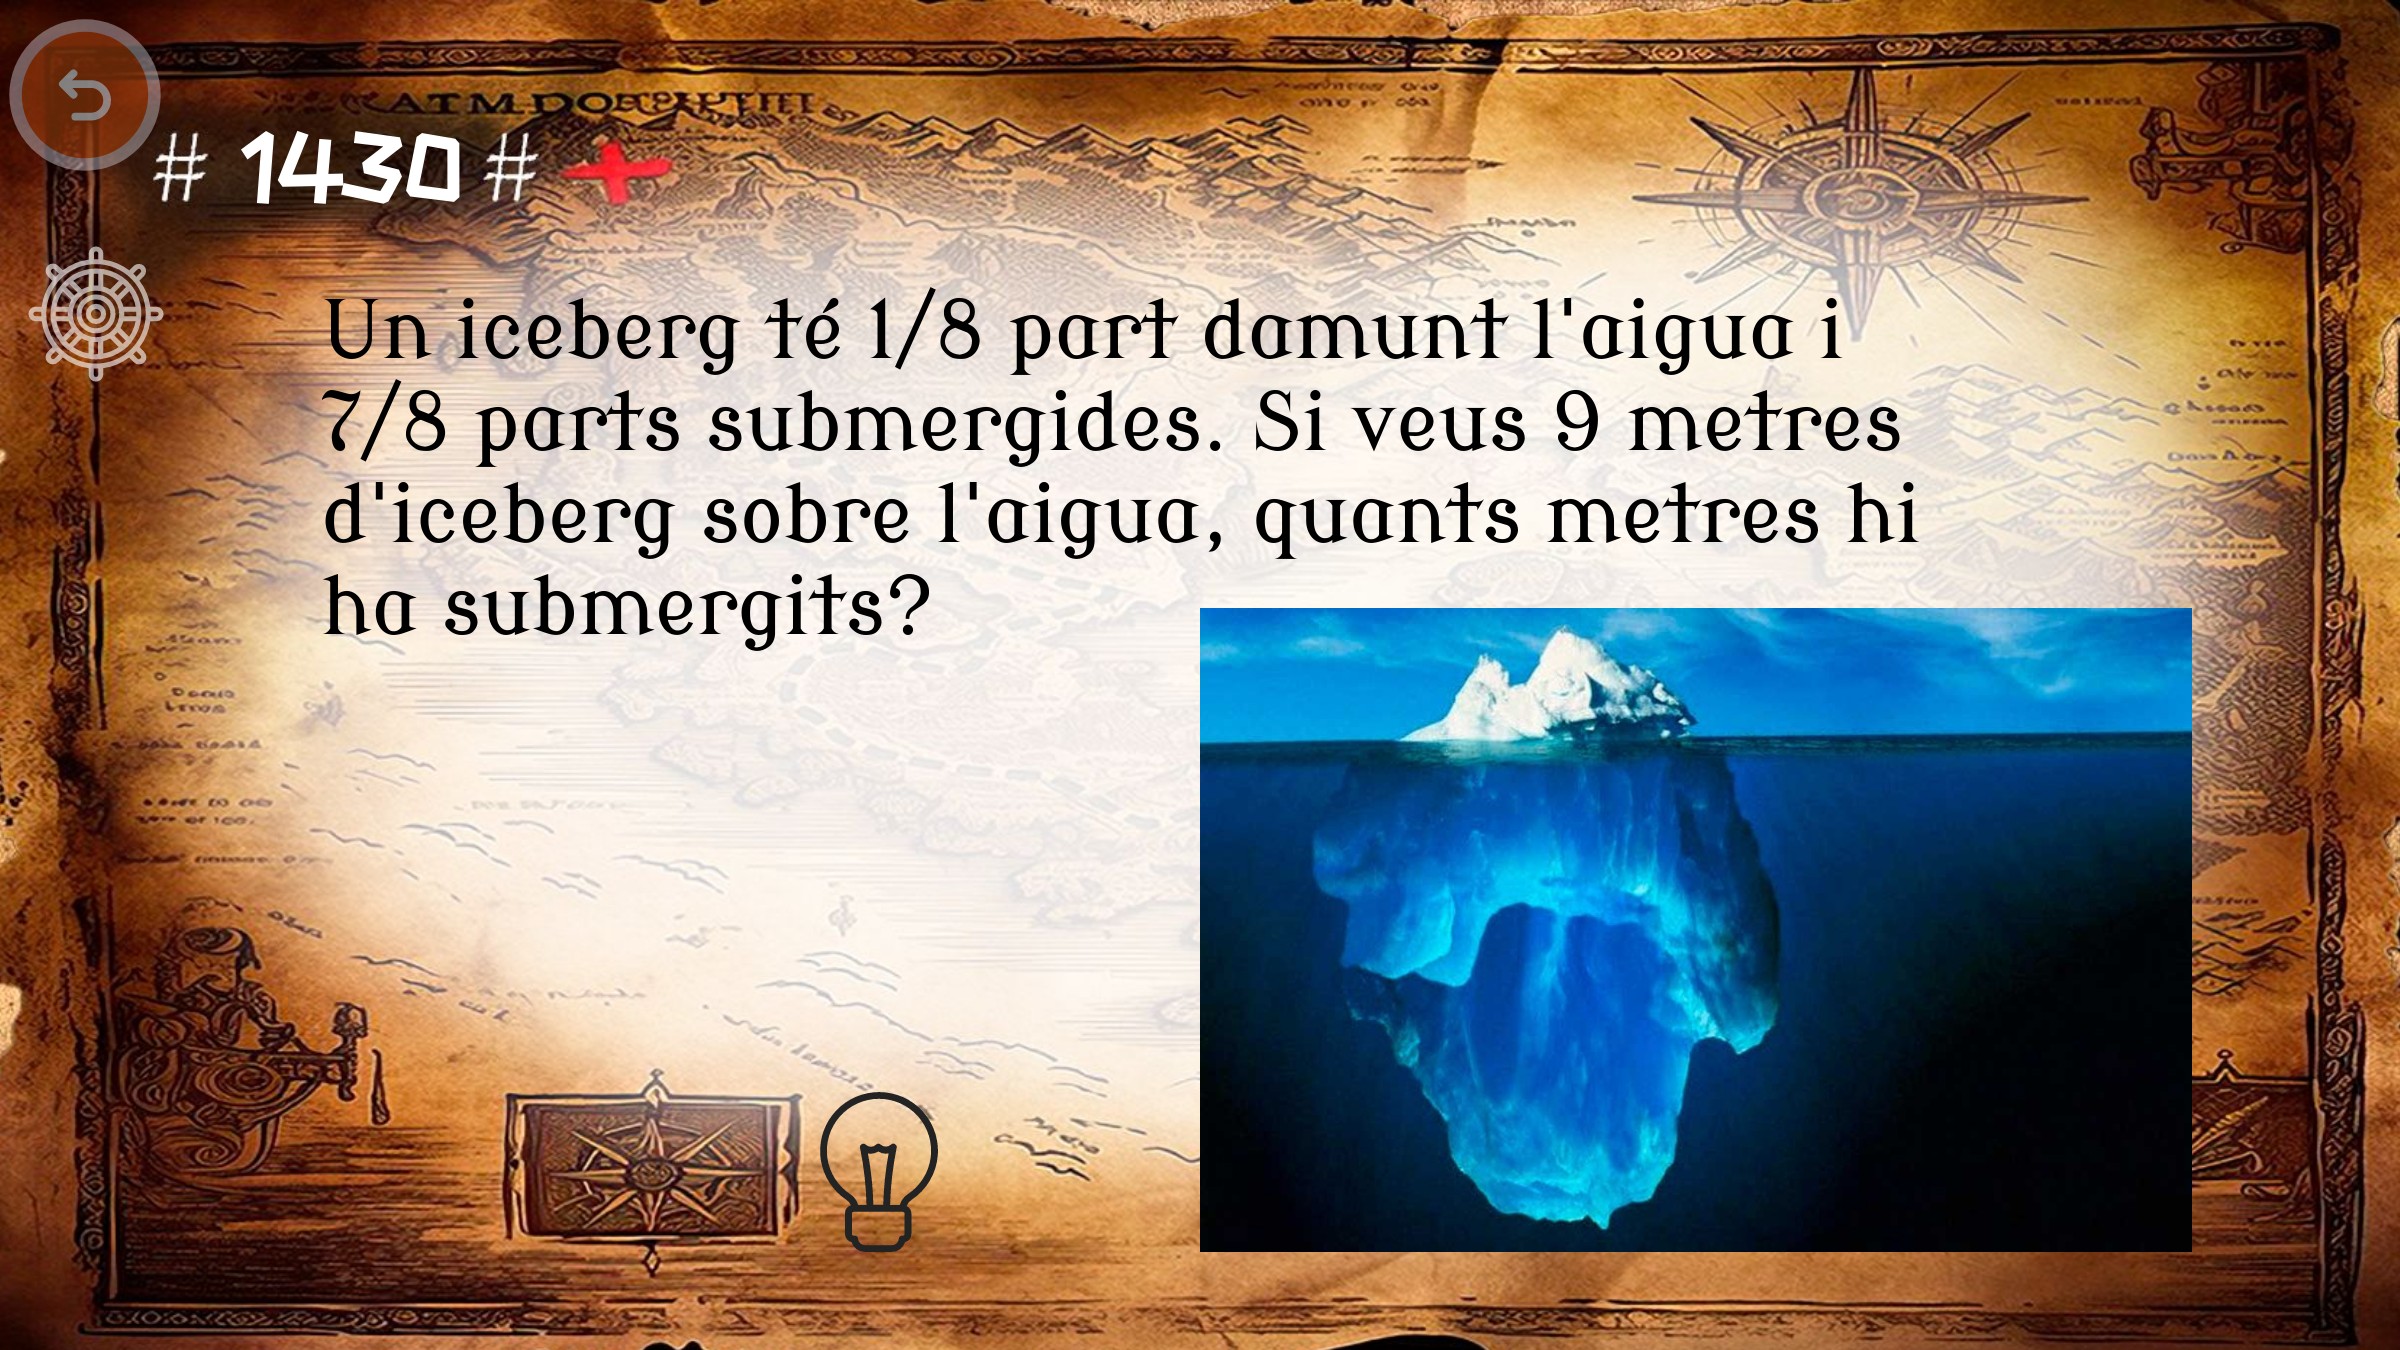 # 1430 #
Un iceberg té 1/8 part damunt l'aigua i
7/8 parts submergides. Si veus 9 metres
d'iceberg sobre l'aigua, quants metres hi
ha submergits?